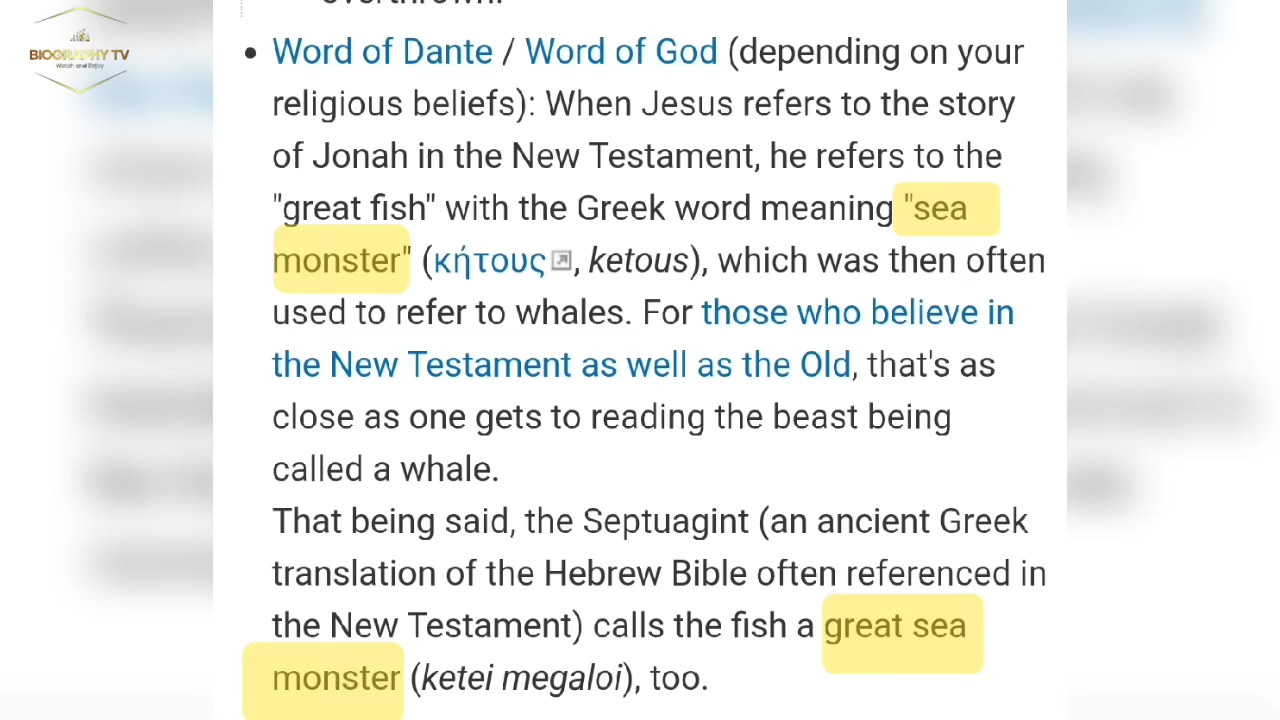 BIOGRAPHY TV
Watch and Enjoy
overthrown.
• Word of Dante / Word of God (depending on your
religious beliefs): When Jesus refers to the story
of Jonah in the New Testament, he refers to the
"great fish" with the Greek word meaning "sea
monster" (κήτους, ketous), which was then often
used to refer to whales. For those who believe in
the New Testament as well as the Old, that's as
close as one gets to reading the beast being
called a whale.
That being said, the Septuagint (an ancient Greek
translation of the Hebrew Bible often referenced in
the New Testament) calls the fish a great sea
monster (ketei megaloi), too.